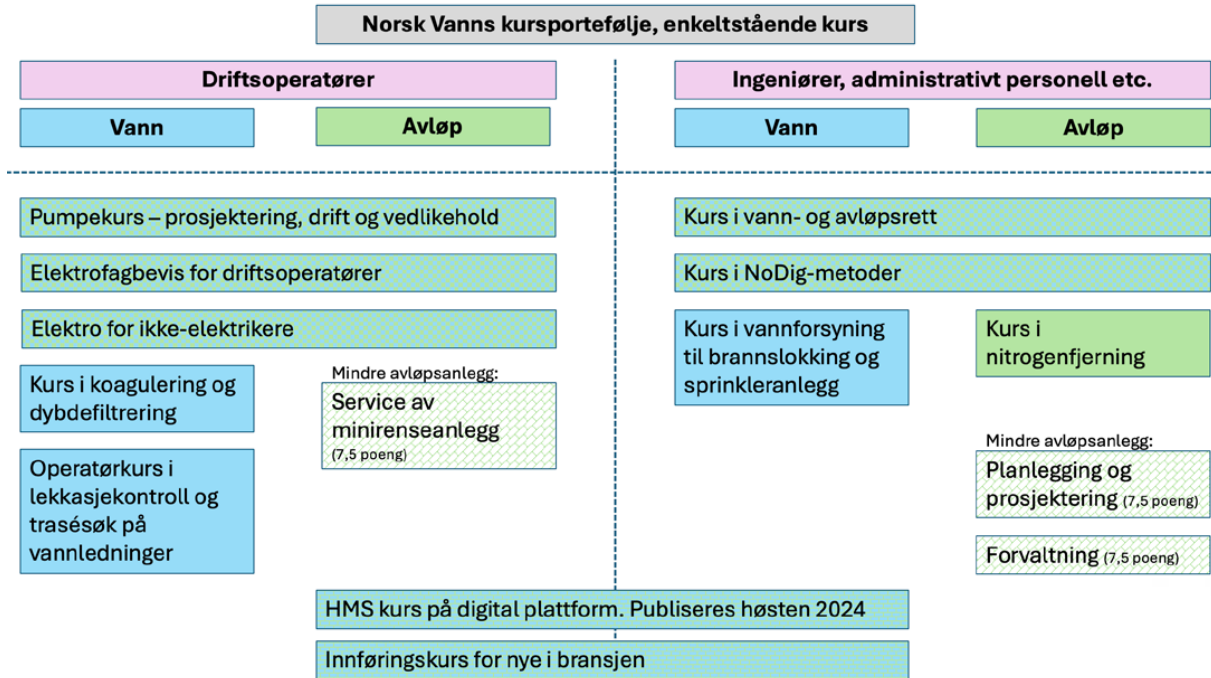 Norsk Vanns kursportefølje, enkeltstående kurs
Driftsoperatører
Vann
Avløp
Pumpekurs – prosjektering, drift og vedlikehold
Elektrofagbevis for driftsoperatører
Elektro for ikke-elektrikere
Kurs i koagulering og
dybdefiltrering
Operatørkurs i
lekkasjekontroll og
trasésøk på
vannledninger
Mindre avløpsanlegg:
Service av
minirenseanlegg
(7,5 poeng)
Ingeniører, administrativt personell etc.
Vann
Avløp
Kurs i vann- og avløpsrett
Kurs i NoDig-metoder
Kurs i vannforsyning
til brannslokking og
sprinkleranlegg
Kurs i
nitrogenfjerning
Mindre avløpsanlegg:
Planlegging og
prosjektering (7,5 poeng)
Forvaltning (7,5 poeng)
HMS kurs på digital plattform. Publiseres høsten 2024
Innføringskurs for nye i bransjen